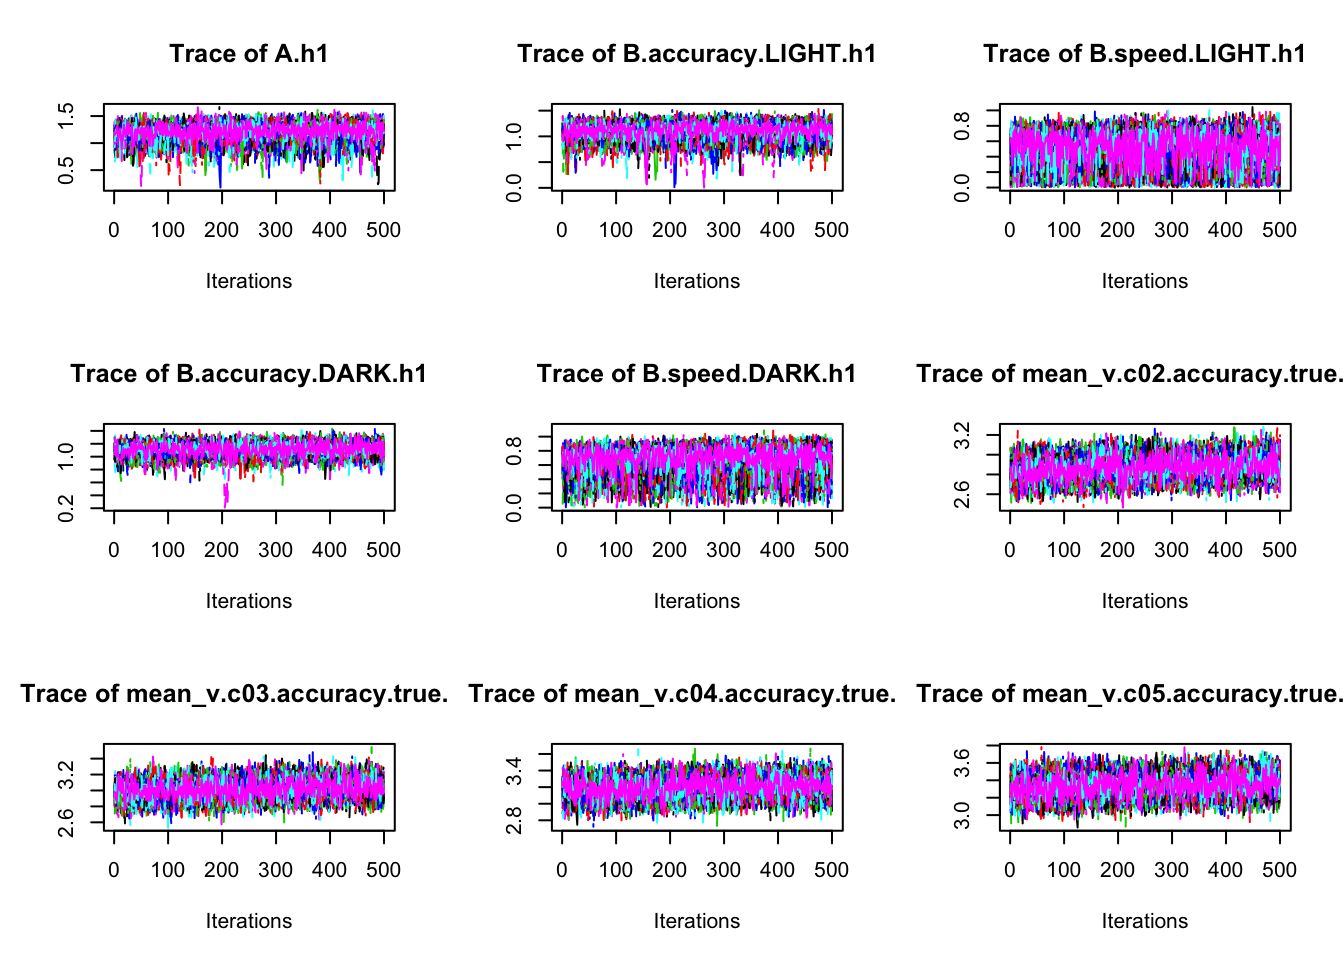 Trace of A.h1
0.5 1.5
0 100 200 300 400 500
Iterations
Trace of B.accuracy.LIGHT.h1
0.0 1.0
0 100 200 300 400 500
Iterations
Trace of B.speed.LIGHT.h1
0.0 0.8
0 100 200 300 400 500
Iterations
Trace of B.accuracy.DARK.h1
0.2 1.0
0 100 200 300 400 500
Iterations
Trace of B.speed.DARK.h1
0.0 0.8
0 100 200 300 400 500
Iterations
Trace of mean_v.c02.accuracy.true.
2.6 3.2
0 100 200 300 400 500
Iterations
Trace of mean_v.c03.accuracy.true.
2.6 3.2
0 100 200 300 400 500
Iterations
Trace of mean_v.c04.accuracy.true.
2.8 3.4
0 100 200 300 400 500
Iterations
Trace of mean_v.c05.accuracy.true.
3.0 3.6
0 100 200 300 400 500
Iterations